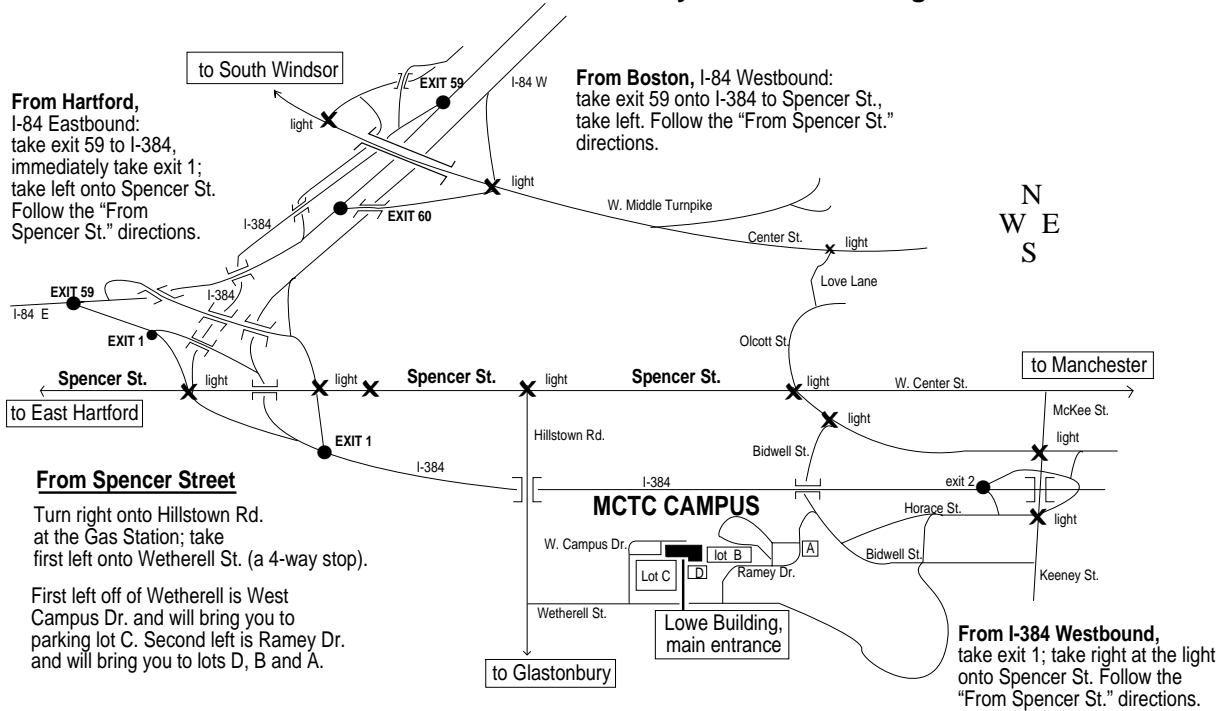 to South Windsor
EXIT 59
I-84 W
light
From Hartford,
I-84 Eastbound:
take exit 59 to I-384,
immediately take exit 1;
take left onto Spencer St.
Follow the “From
Spencer St.” directions.
From Boston, I-84 Westbound:
take exit 59 onto I-384 to Spencer St.,
take left. Follow the “From Spencer St.”
directions.
light
W. Middle Turnpike
N
W E
S
EXIT 60
I-384
Center St.
light
Love Lane
EXIT 59
I-84 E
I-384
EXIT 1
Olcott St.
Spencer St.
light
light
Spencer St.
light
Spencer St.
light
W. Center St.
to Manchester
to East Hartford
McKee St.
light
Hillstown Rd.
Bidwell St.
light
EXIT 1
I-384
I-384
exit 2
MCTC CAMPUS
Horace St.
light
From Spencer Street
Turn right onto Hillstown Rd.
at the Gas Station; take
first left onto Wetherell St. (a 4-way stop).
First left off of Wetherell is West
Campus Dr. and will bring you to
parking lot C. Second left is Ramey Dr.
and will bring you to lots D, B and A.
W. Campus Dr.
lot B
A
Bidwell St.
Lot C
D
Ramey Dr.
Keeney St.
Wetherell St.
Lowe Building,
main entrance
to Glastonbury
From I-384 Westbound,
take exit 1; take right at the light
onto Spencer St. Follow the
“From Spencer St.” directions.